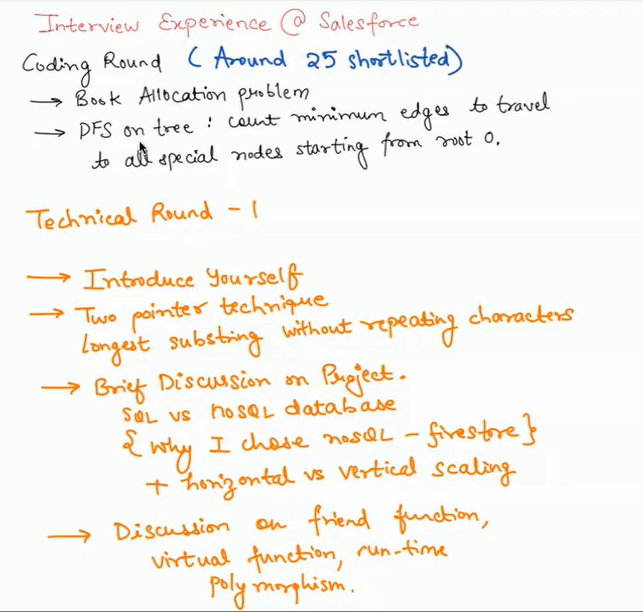 Interview Experience @ Salesforce
Coding Round ( Around 25 shortlisted)
→ Book Allocation problem
→ DFS on tree : count minimum edges to travel
to all special nodes starting from root 0.
Technical Round - 1
→ Introduce Yourself
→ Two pointer technique
longest substring without repeating characters
→ Brief Discussion on Project.
SQL vs noSQL database
{ why I chose noSQL - firestore }
+ horizontal vs vertical scaling
→ Discussion on friend function,
virtual function, run-time
polymorphism.